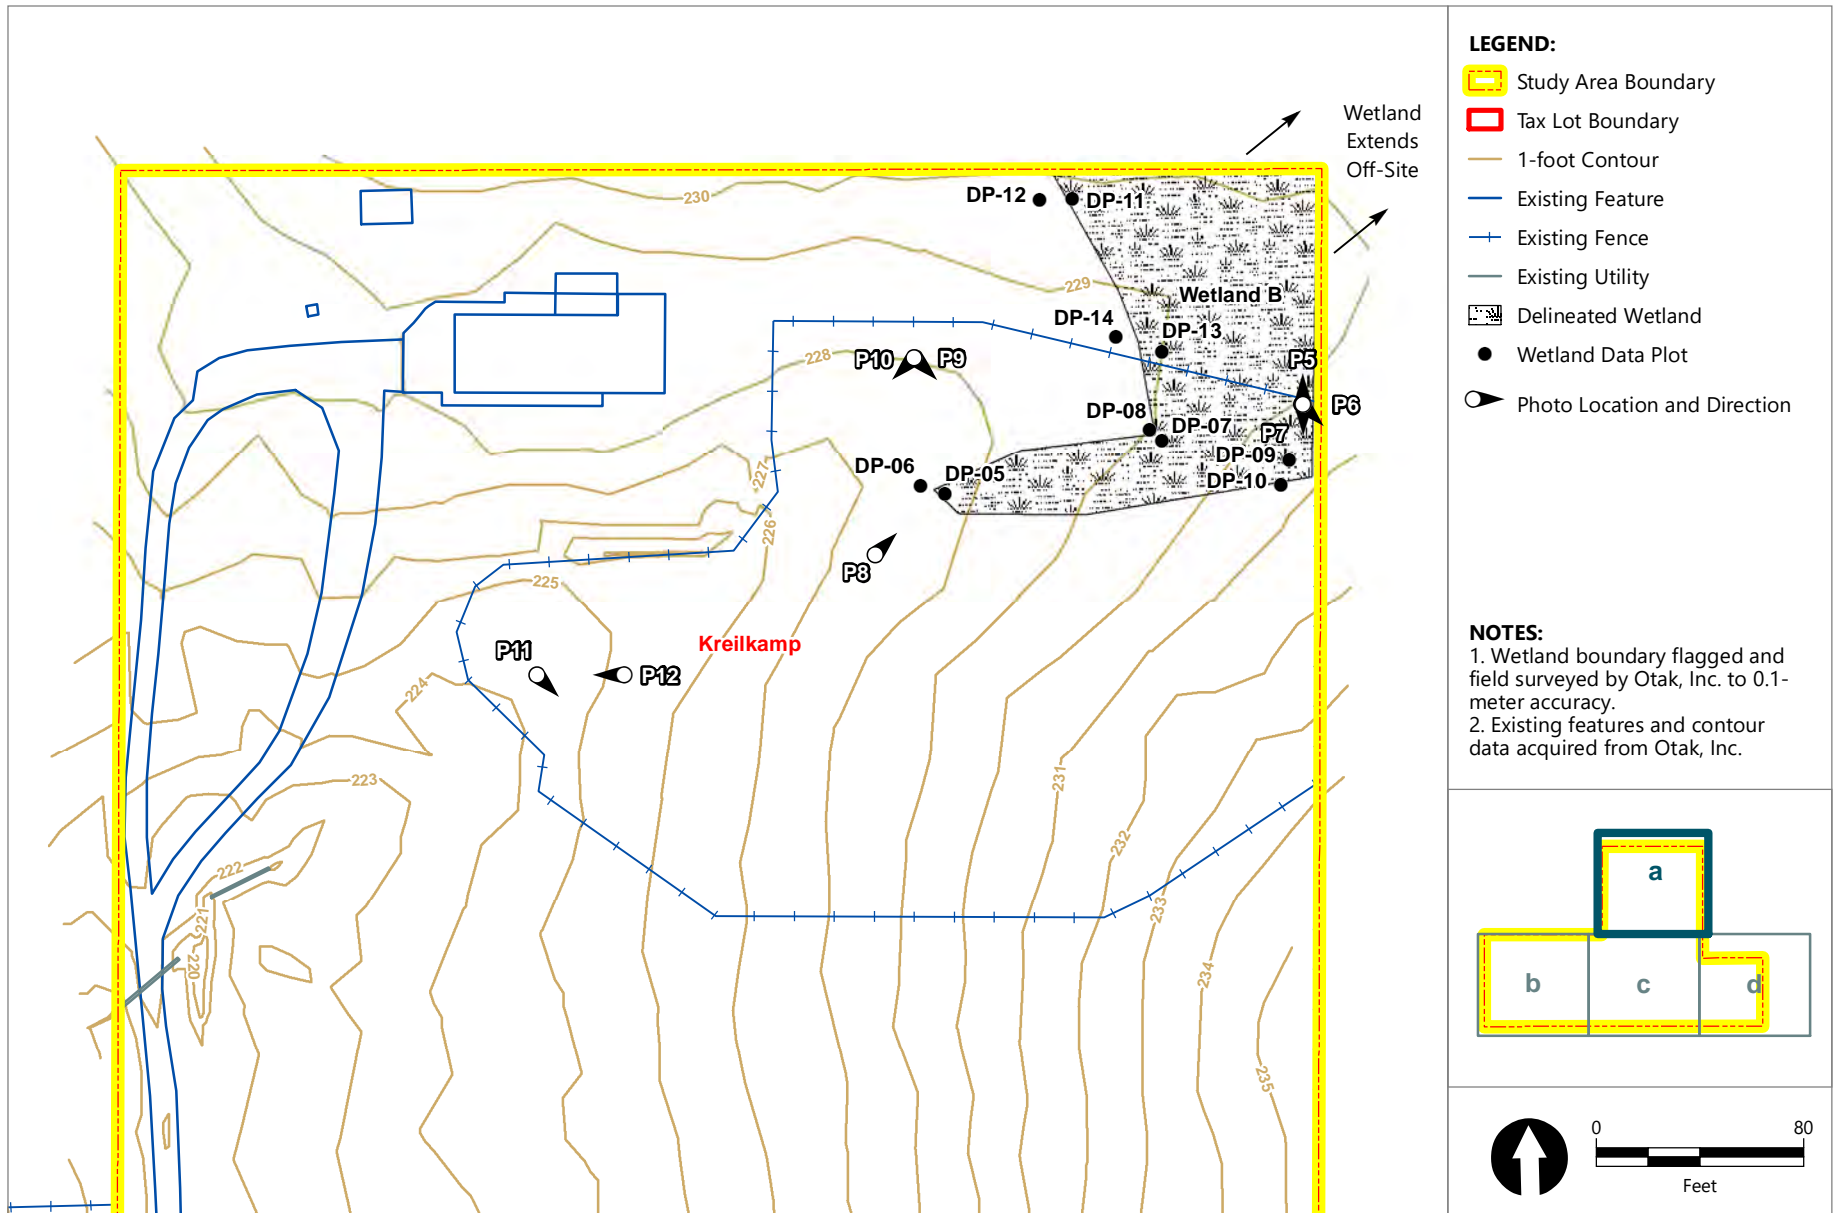 Wetland
Extends
Off-Site
230
DP-12
DP-11
229
Wetland B
DP-14
DP-13
228
P10
P9
P5
P6
DP-08
DP-07
P7
DP-09
DP-10
227
DP-06
DP-05
226
P8
225
Kreilkamp
P11
P12
224
223
231
232
222
221
220
233
234
235
LEGEND:
Study Area Boundary
Tax Lot Boundary
1-foot Contour
Existing Feature
Existing Fence
Existing Utility
Delineated Wetland
Wetland Data Plot
Photo Location and Direction
NOTES:
1. Wetland boundary flagged and
field surveyed by Otak, Inc. to 0.1-
meter accuracy.
2. Existing features and contour
data acquired from Otak, Inc.
a
b
c
d
0
80
Feet